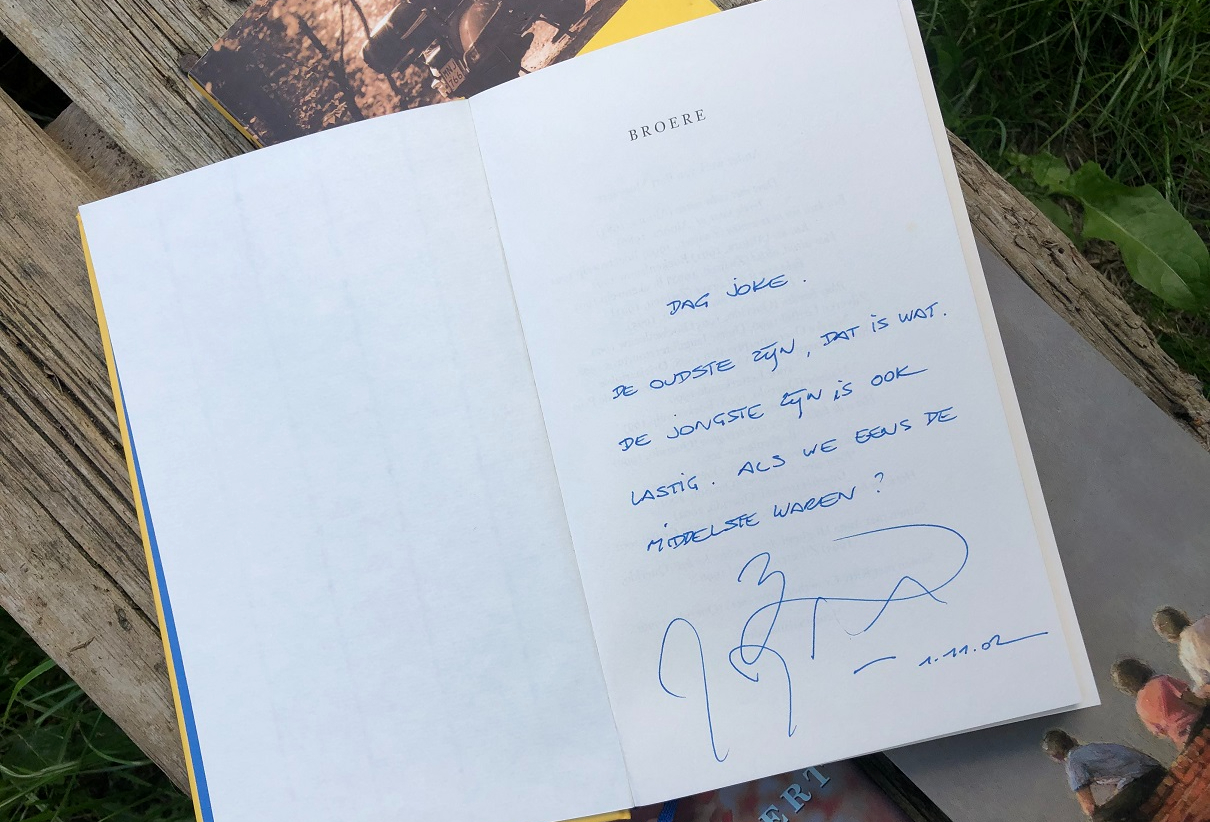 BROERE
DAG JOKE.
DE OUDSTE ZIJN, DAT IS WAT.
DE JONGSTE ZIJN IS OOK
LASTIG. ALS WE EENS DE
MIDDELSTE WAREN?
1.11.02
ERT